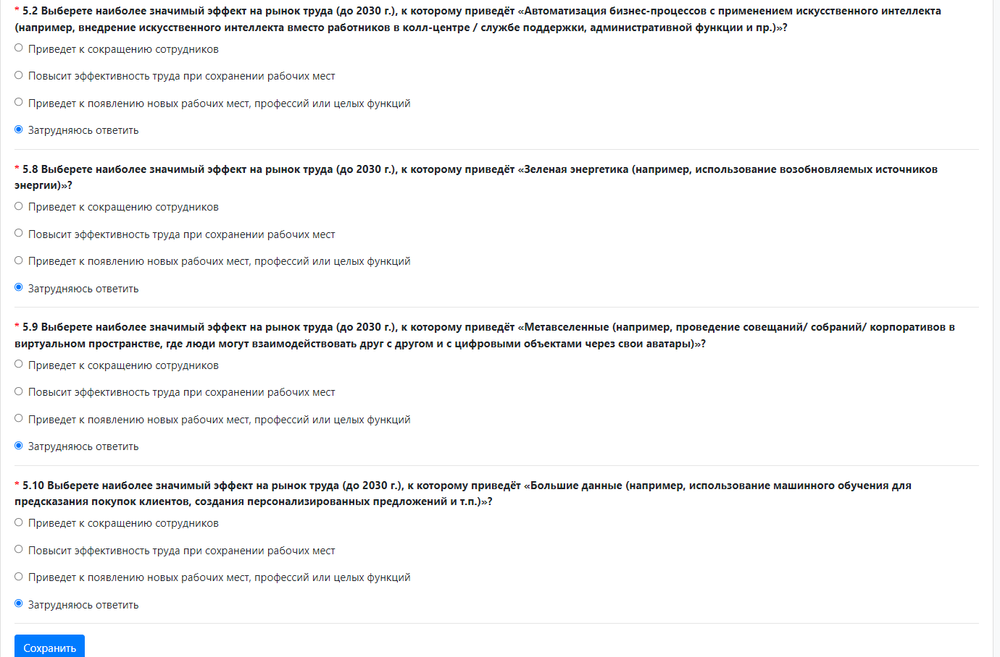 * 5.2 Выберете наиболее значимый эффект на рынок труда (до 2030 г.), к которому приведёт «Автоматизация бизнес-процессов с применением искусственного интеллекта
(например, внедрение искусственного интеллекта вместо работников в колл-центре / службе поддержки, административной функции и пр.)»?
Приведет к сокращению сотрудников
Повысит эффективность труда при сохранении рабочих мест
Приведет к появлению новых рабочих мест, профессий или целых функций
Затрудняюсь ответить
* 5.8 Выберете наиболее значимый эффект на рынок труда (до 2030 г.), к которому приведёт «Зеленая энергетика (например, использование возобновляемых источников
энергии)»?
Приведет к сокращению сотрудников
Повысит эффективность труда при сохранении рабочих мест
Приведет к появлению новых рабочих мест, профессий или целых функций
Затрудняюсь ответить
* 5.9 Выберете наиболее значимый эффект на рынок труда (до 2030 г.), к которому приведёт «Метавселенные (например, проведение совещаний/ собраний/ корпоративов в
виртуальном пространстве, где люди могут взаимодействовать друг с другом и с цифровыми объектами через свои аватары)»?
Приведет к сокращению сотрудников
Повысит эффективность труда при сохранении рабочих мест
Приведет к появлению новых рабочих мест, профессий или целых функций
Затрудняюсь ответить
* 5.10 Выберете наиболее значимый эффект на рынок труда (до 2030 г.), к которому приведёт «Большие данные (например, использование машинного обучения для
предсказания покупок клиентов, создания персонализированных предложений и т.п.)»?
Приведет к сокращению сотрудников
Повысит эффективность труда при сохранении рабочих мест
Приведет к появлению новых рабочих мест, профессий или целых функций
Затрудняюсь ответить
Сохранить